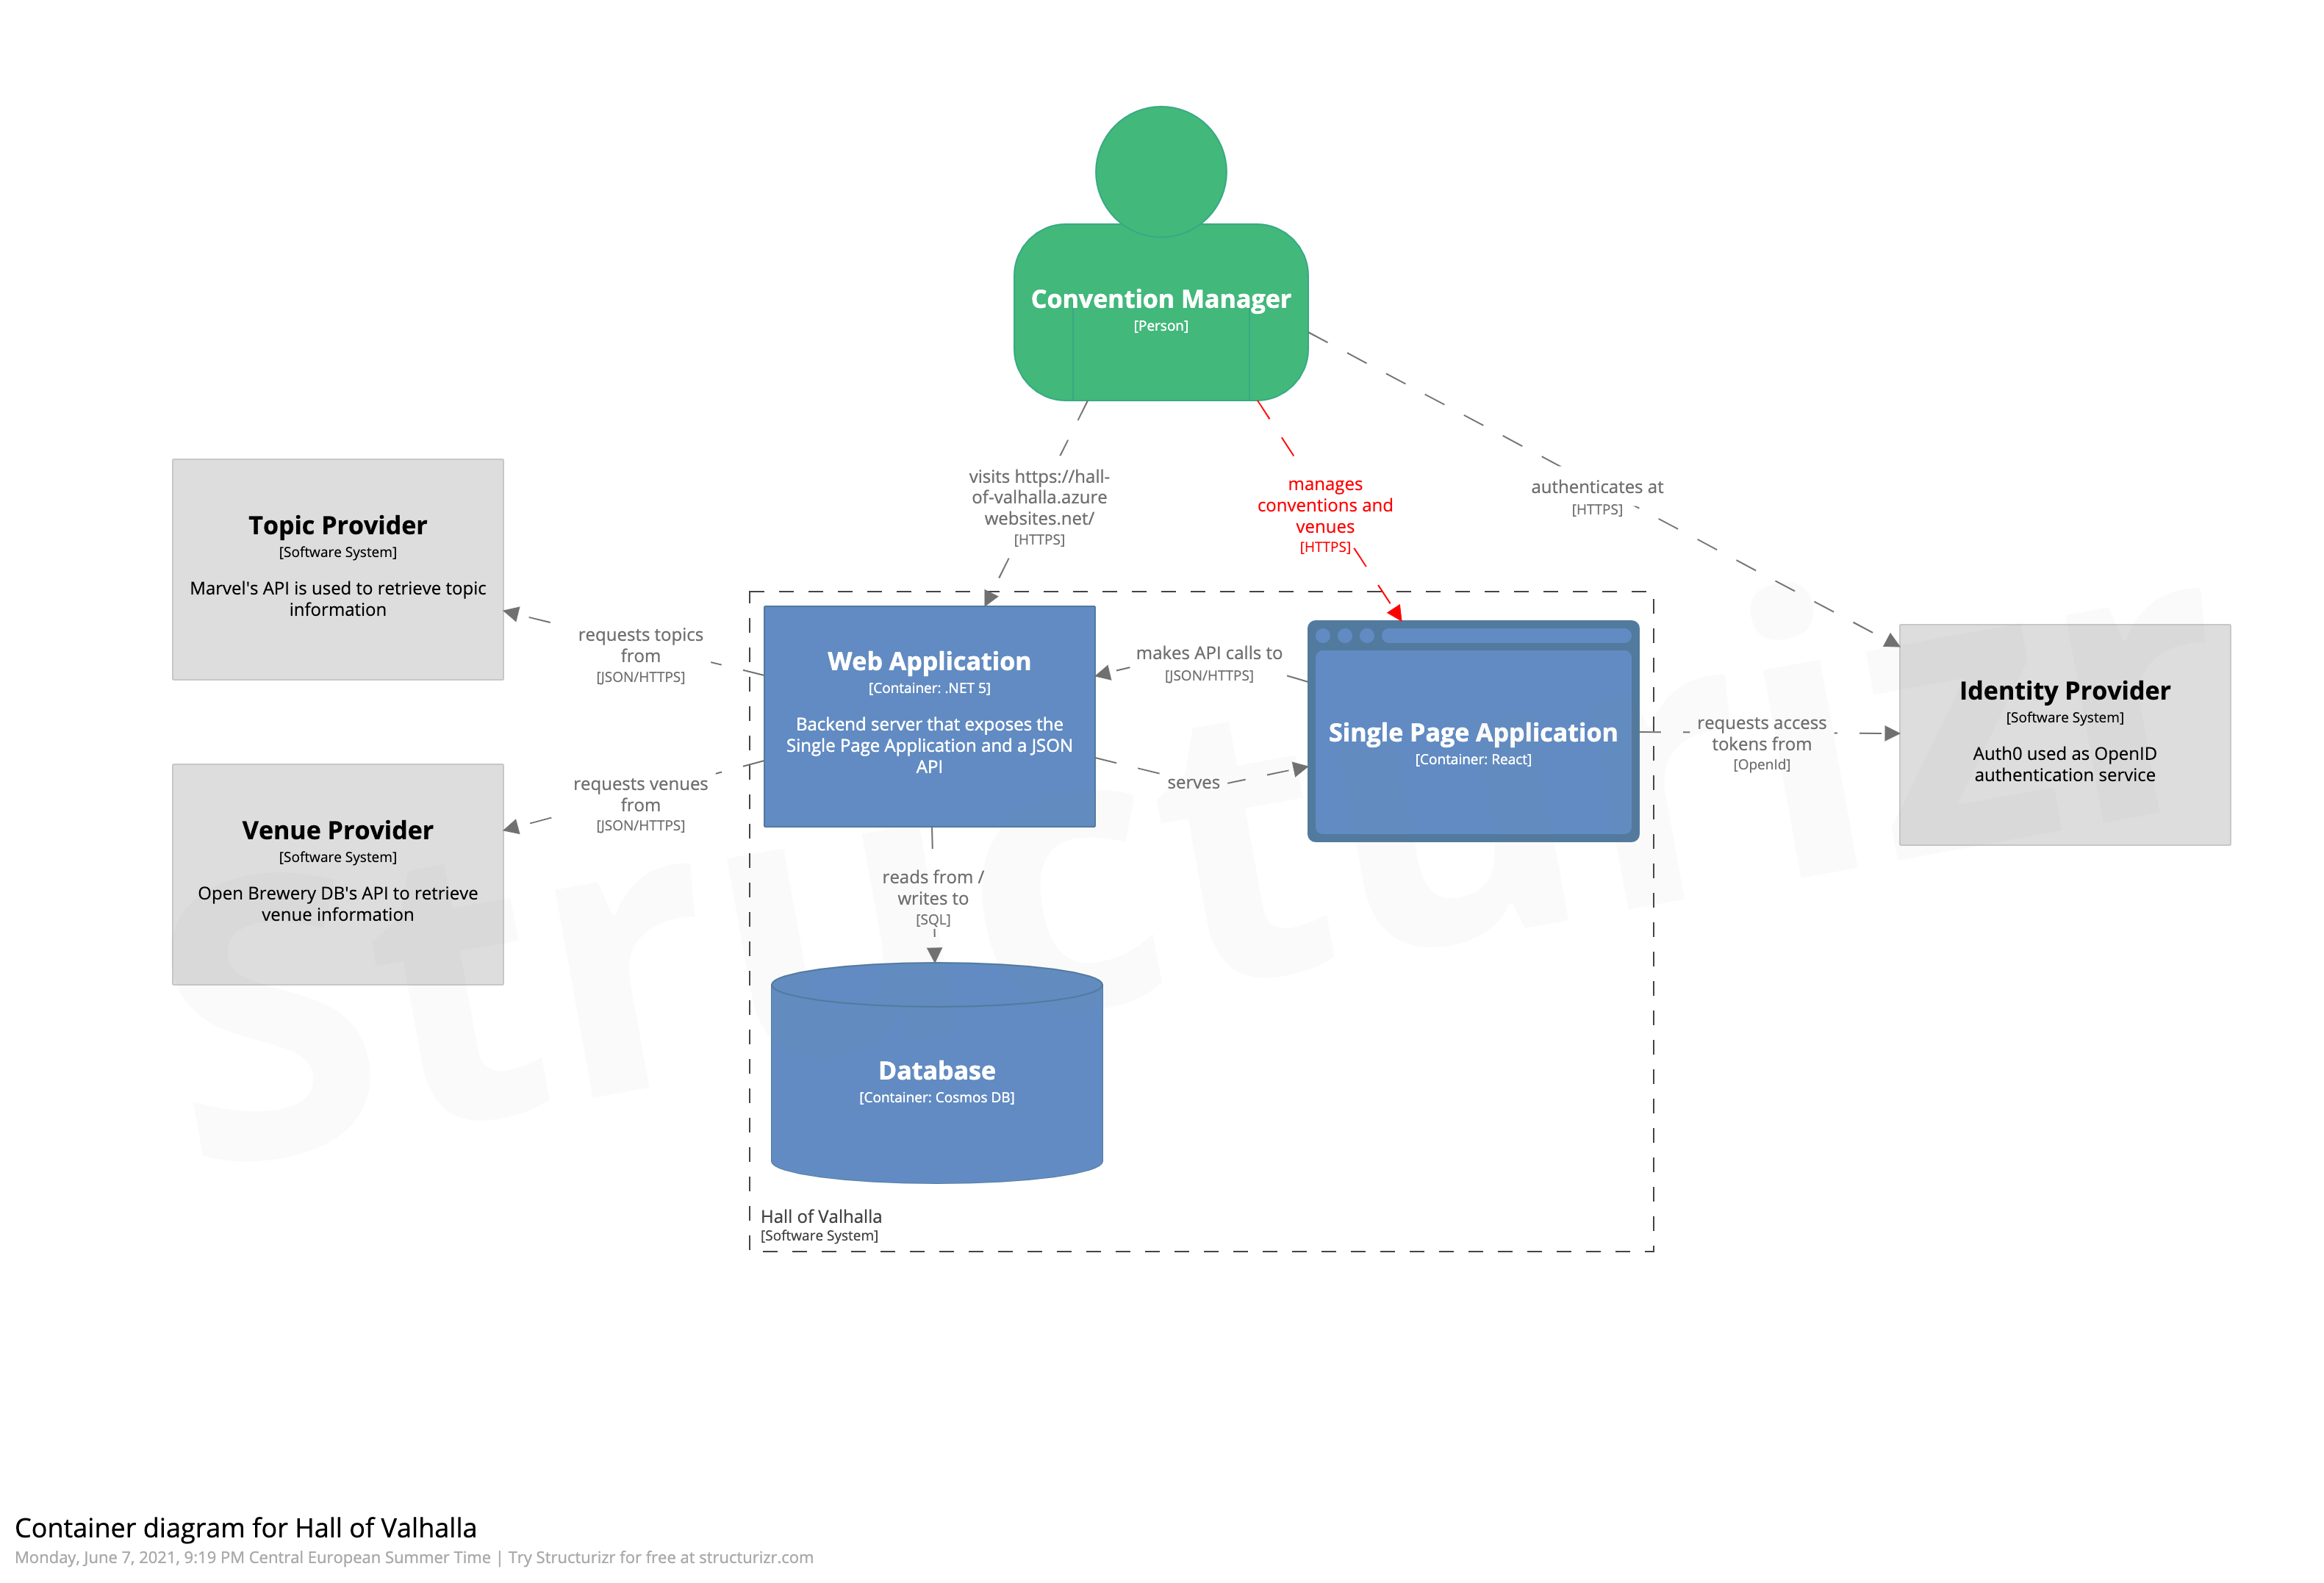 Convention Manager
[Person]
visits https://hall-
of-valhalla.azure
websites.net/
[HTTPS]
manages
conventions and
venues
[HTTPS]
authenticates at
[HTTPS]
Topic Provider
[Software System]
Marvel's API is used to retrieve topic
information
requests topics
from
[JSON/HTTPS]
Web Application
[Container: .NET 5]
Backend server that exposes the
Single Page Application and a JSON
API
makes API calls to
[JSON/HTTPS]
serves
Single Page Application
[Container: React]
requests access
tokens from
[OpenId]
Identity Provider
[Software System]
Auth0 used as OpenID
authentication service
Venue Provider
[Software System]
Open Brewery DB's API to retrieve
venue information
requests venues
from
[JSON/HTTPS]
reads from /
writes to
[SQL]
Database
[Container: Cosmos DB]
Hall of Valhalla
[Software System]
Structurizr
Container diagram for Hall of Valhalla
Monday, June 7, 2021, 9:19 PM Central European Summer Time | Try Structurizr for free at structurizr.com